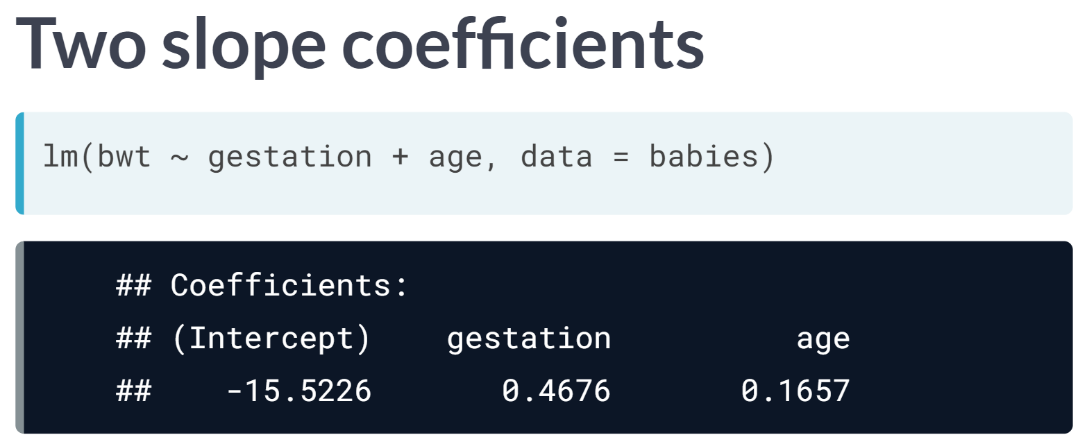 Two slope coefficients
lm(bwt ~ gestation + age, data = babies)
## Coefficients:
## (Intercept)    gestation          age
##    -15.5226       0.4676       0.1657